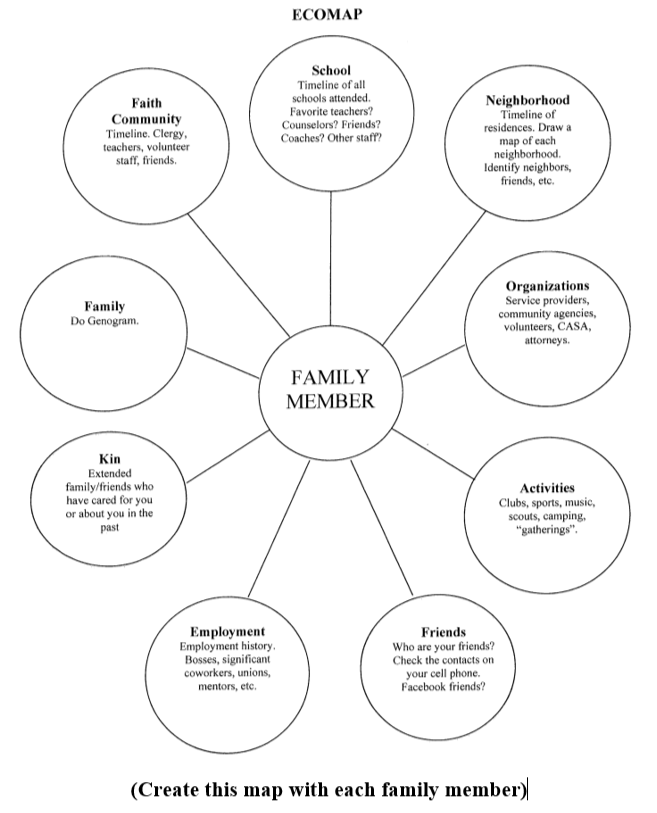 ECOMAP
School
Timeline of all
schools attended.
Favorite teachers?
Counselors? Friends?
Coaches? Other staff?
Faith
Community
Timeline. Clergy,
teachers, volunteer
staff, friends.
Neighborhood
Timeline of
residences. Draw a
map of each
neighborhood.
Identify neighbors,
friends, etc.
Family
Do Genogram.
Organizations
Service providers,
community agencies,
volunteers, CASA,
attorneys.
FAMILY
MEMBER
Kin
Extended
family/friends who
have cared for you
or about you in the
past
Activities
Clubs, sports, music,
scouts, camping,
"gatherings".
Employment
Employment history.
Bosses, significant
coworkers, unions,
mentors, etc.
Friends
Who are your friends?
Check the contacts on
your cell phone.
Facebook friends?
(Create this map with each family member)